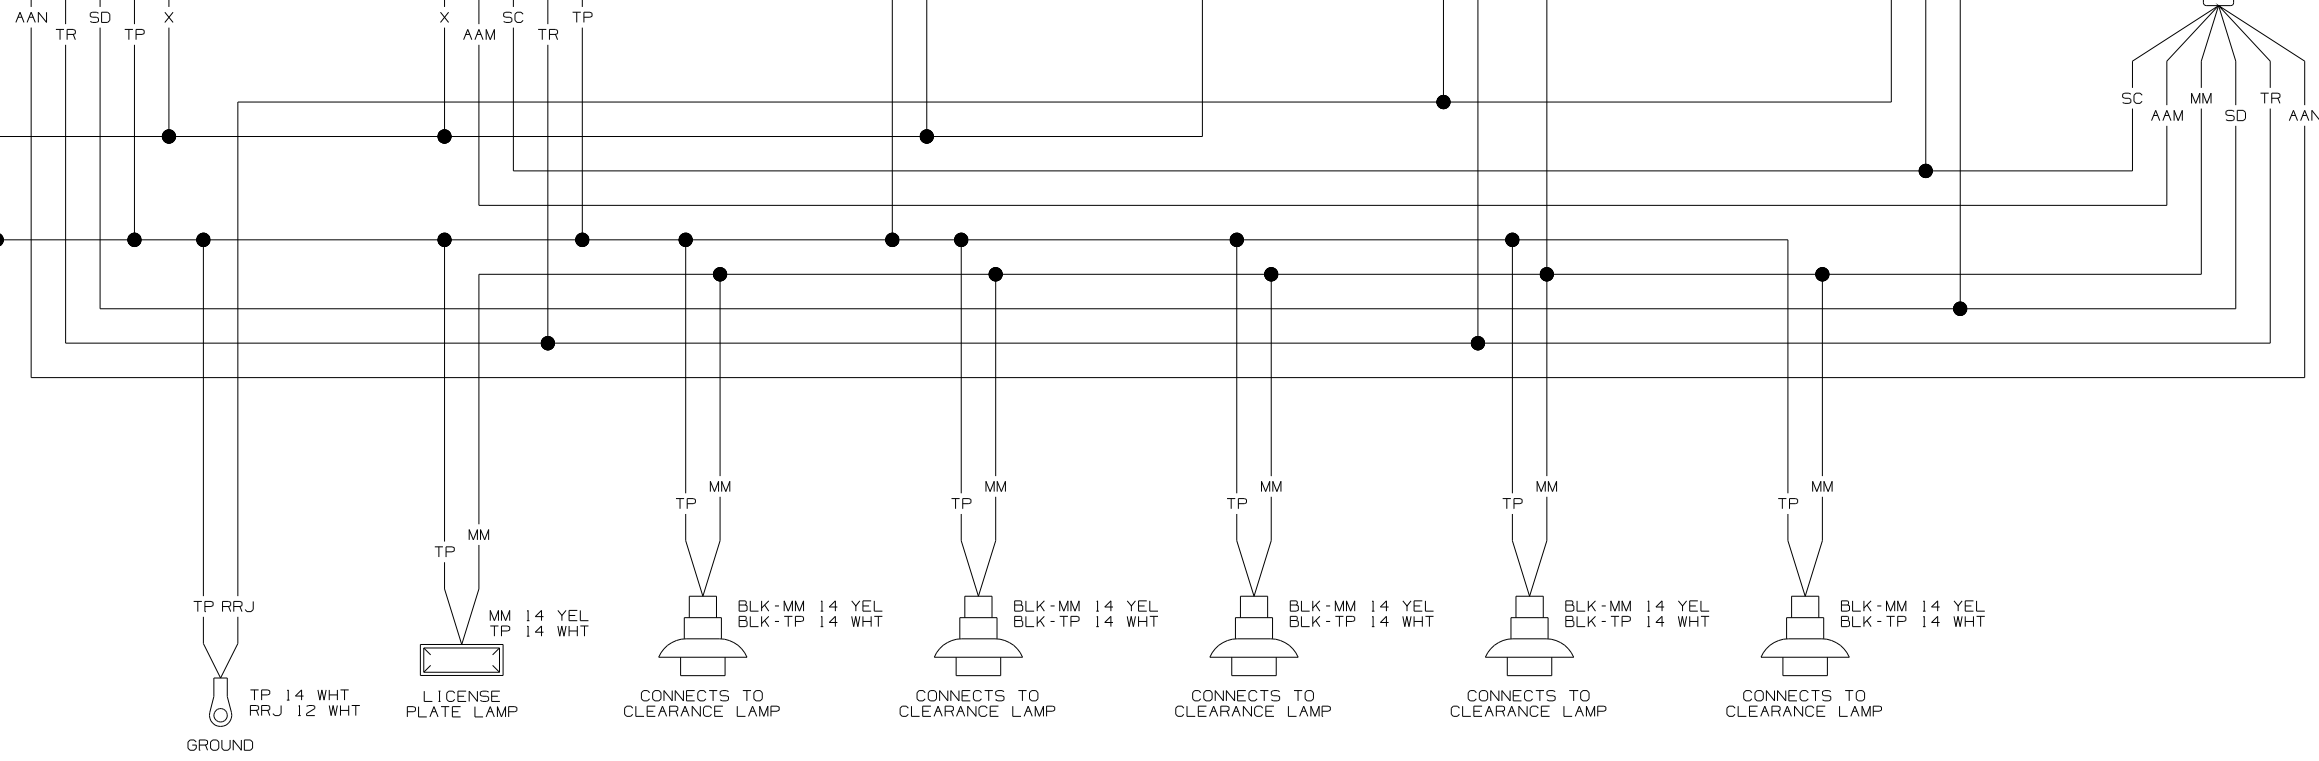 AAN SD X X SC TP
TR TP AAM TR
SC MM TR
AAM SD AAN
MM MM MM MM MM
TP TP TP TP TP
MM
TP
TP RRJ
BLK-MM 14 YEL
BLK-TP 14 WHT
BLK-MM 14 YEL
BLK-TP 14 WHT
BLK-MM 14 YEL
BLK-TP 14 WHT
BLK-MM 14 YEL
BLK-TP 14 WHT
BLK-MM 14 YEL
BLK-TP 14 WHT
MM 14 YEL
TP 14 WHT
TP 14 WHT
RRJ 12 WHT
GROUND
LICENSE
PLATE LAMP
CONNECTS TO
CLEARANCE LAMP
CONNECTS TO
CLEARANCE LAMP
CONNECTS TO
CLEARANCE LAMP
CONNECTS TO
CLEARANCE LAMP
CONNECTS TO
CLEARANCE LAMP